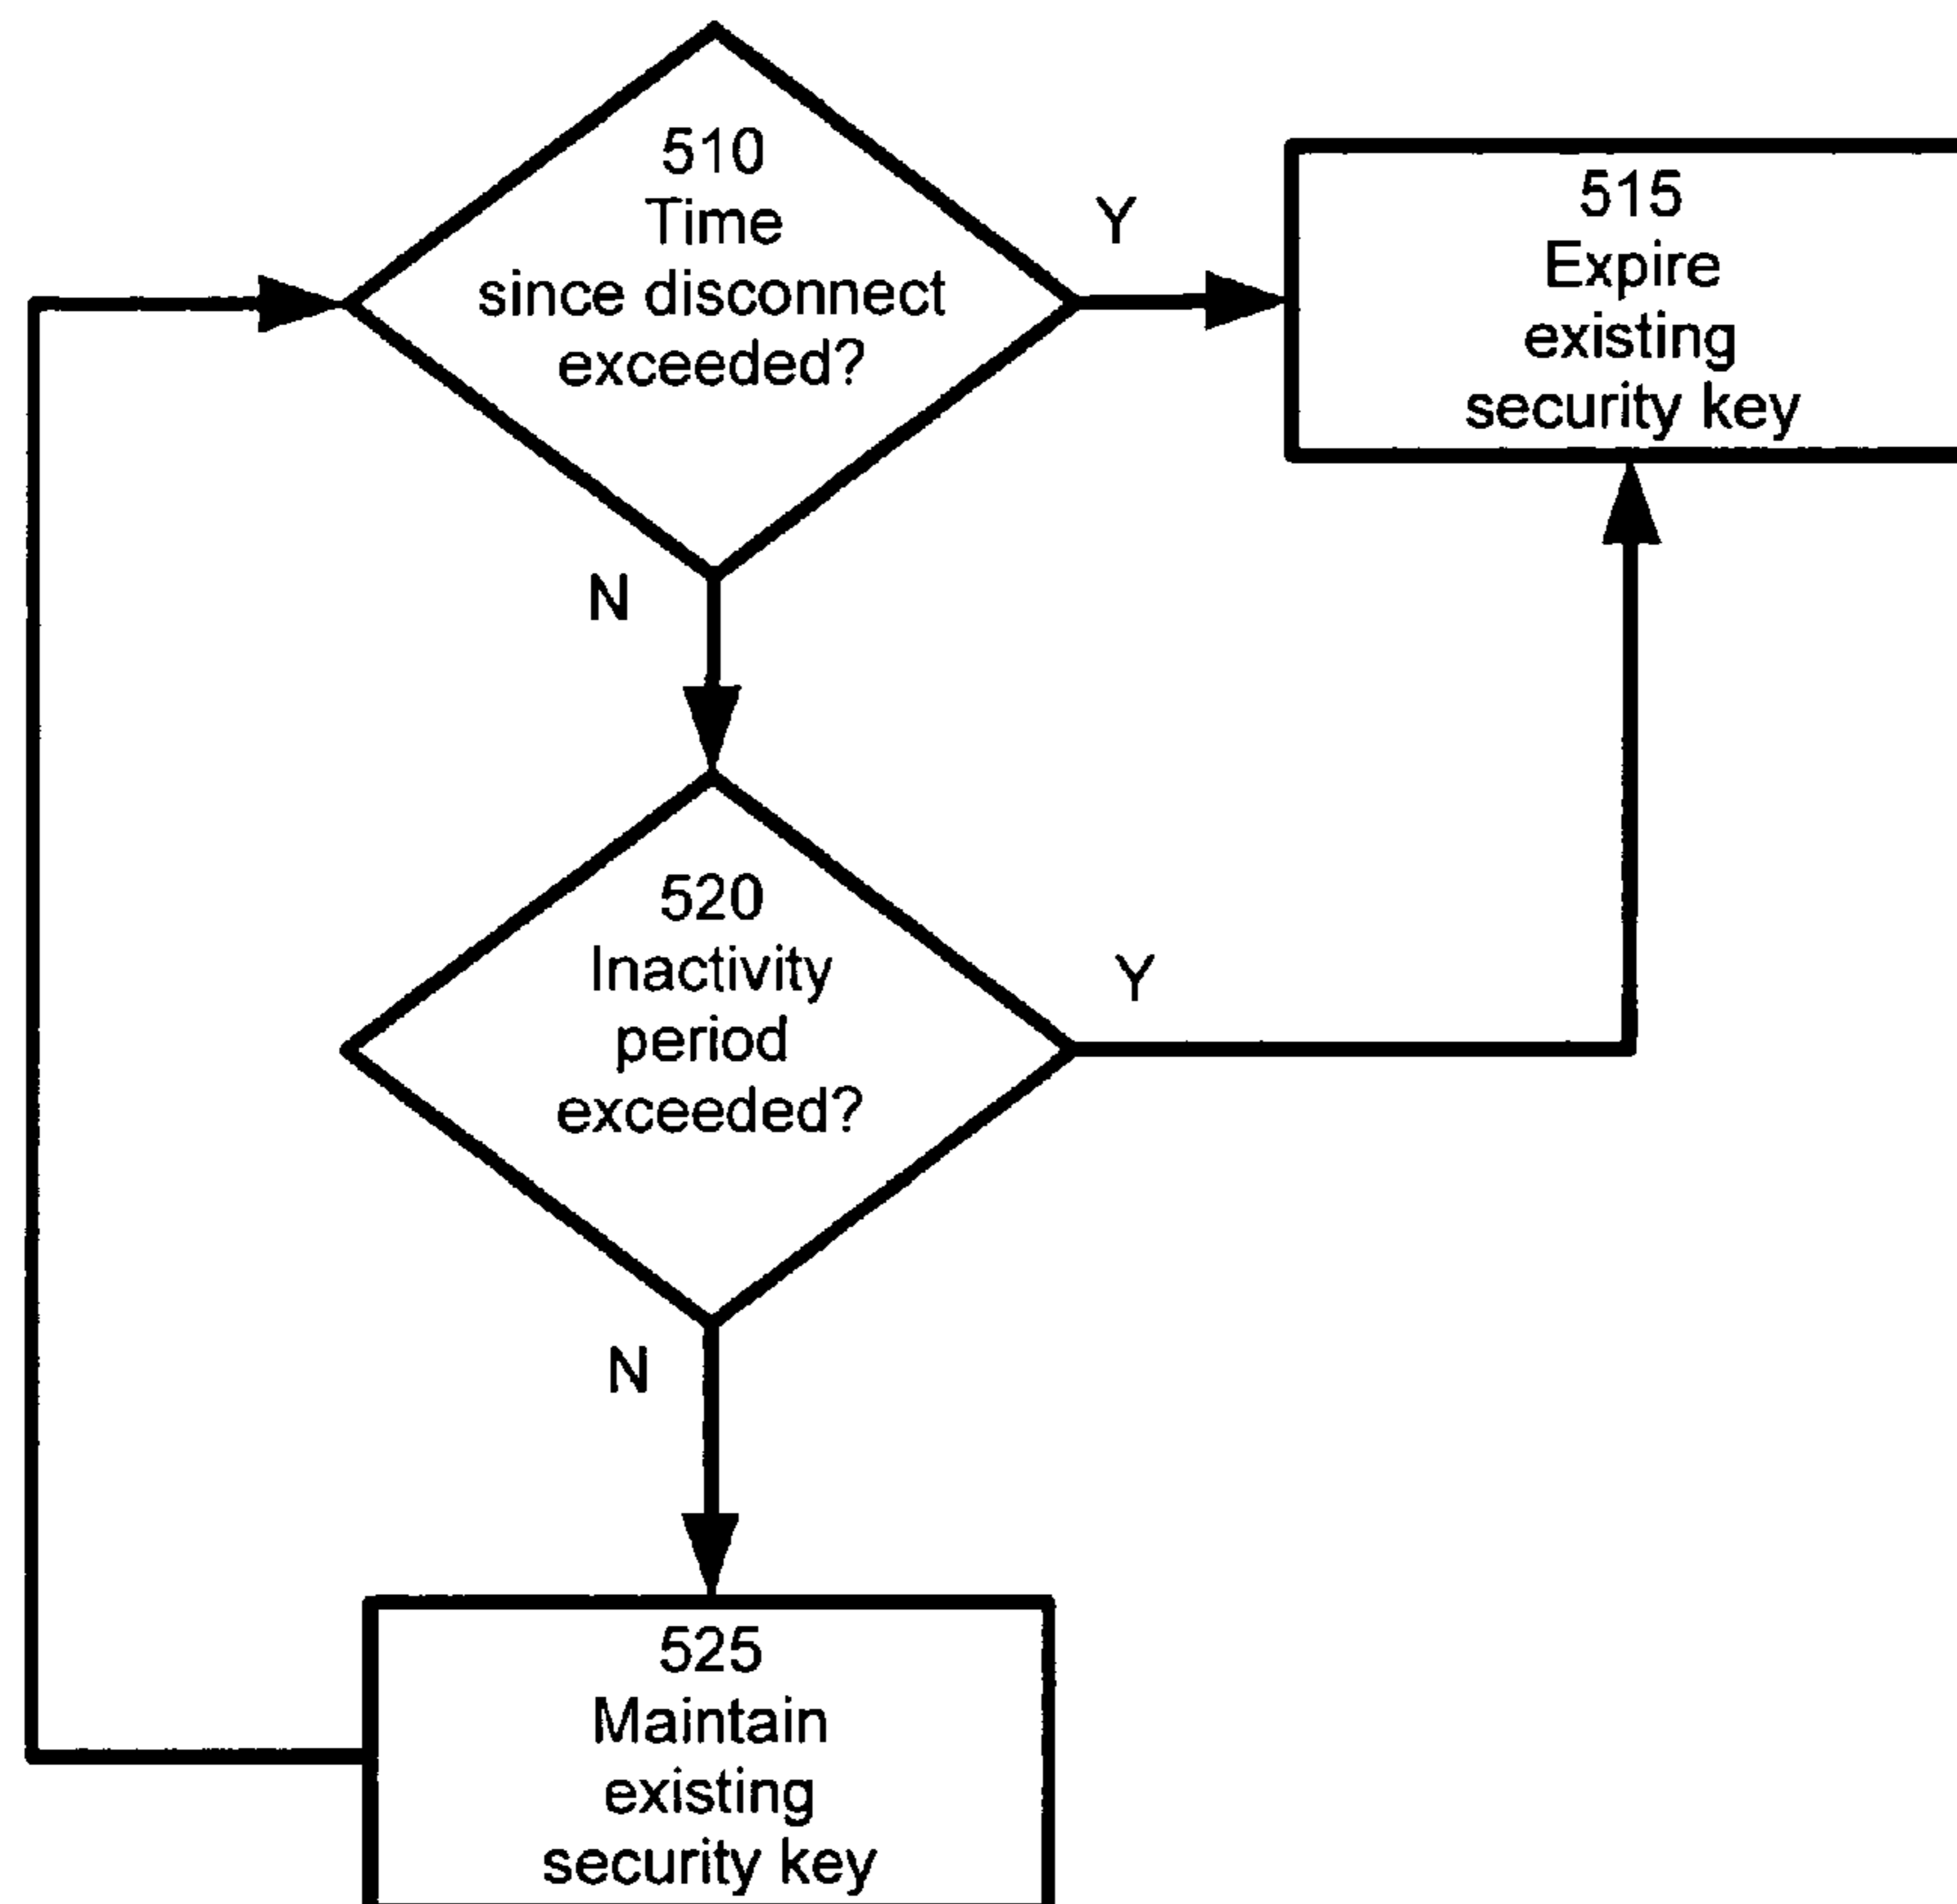 510
Time
since disconnect
exceeded?
Y
515
Expire
existing
security key
N
520
Inactivity
period
exceeded?
Y
N
525
Maintain
existing
security key